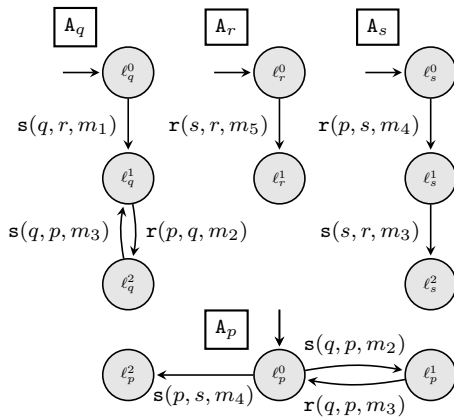 A_q A_r A_s
ℓ_q^0 ℓ_r^0 ℓ_s^0
s(q, r, m_1) r(s, r, m_5) r(p, s, m_4)
ℓ_q^1 ℓ_r^1 ℓ_s^1
s(q, p, m_3) r(p, q, m_2) s(s, r, m_3)
ℓ_q^2 ℓ_s^2
A_p
s(q, p, m_2)
ℓ_p^2 ℓ_p^0 ℓ_p^1
s(p, s, m_4) r(q, p, m_3)